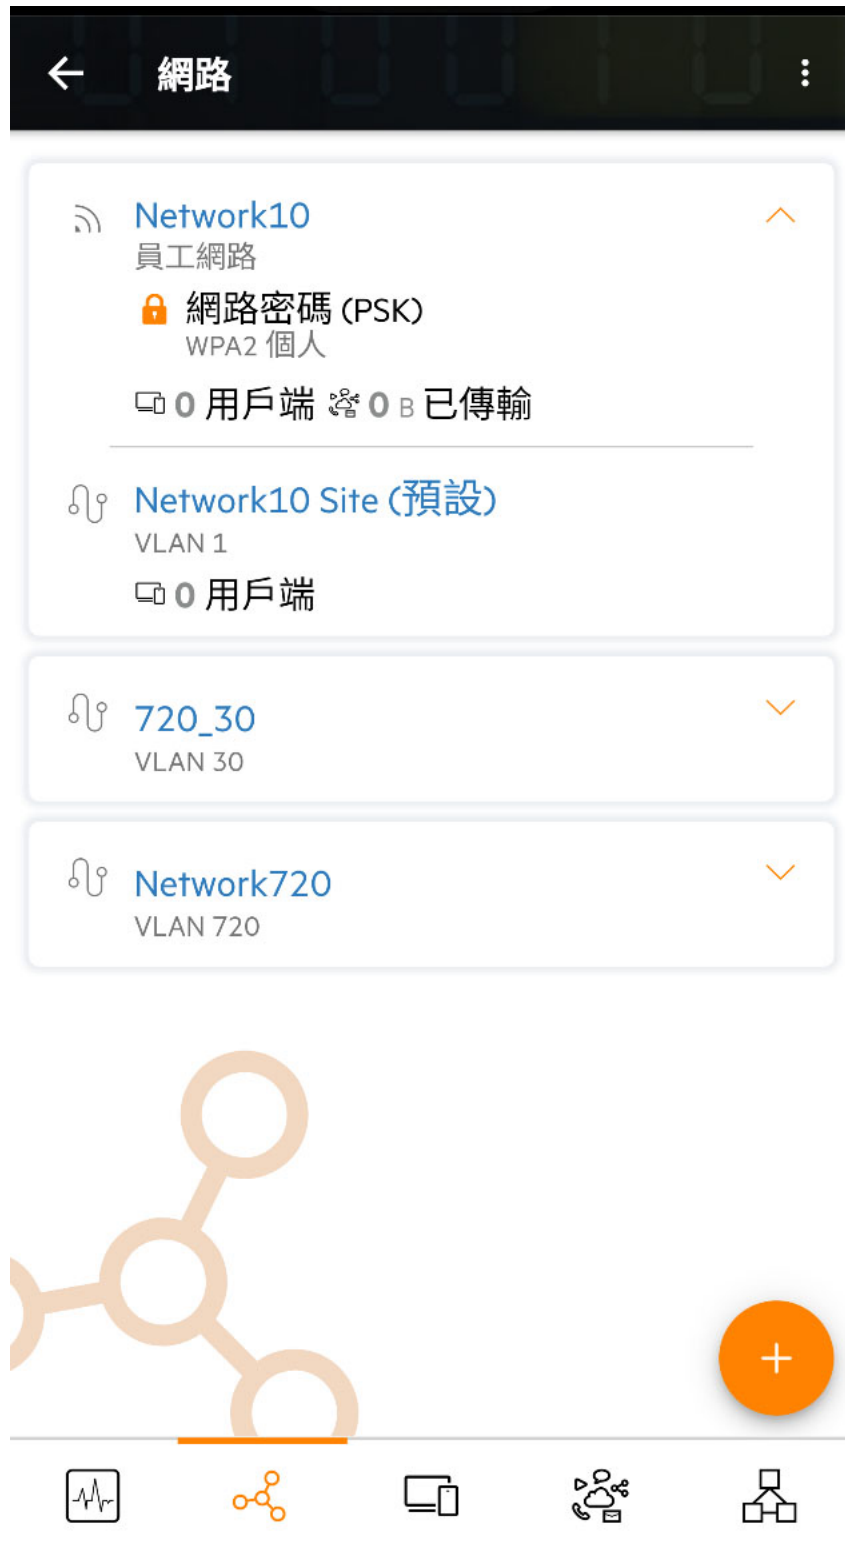 網路
Network10
員工網路
網路密碼 (PSK)
WPA2 個人
0 用戶端 0 B 已傳輸
Network10 Site (預設)
VLAN 1
0 用戶端
720_30
VLAN 30
Network720
VLAN 720